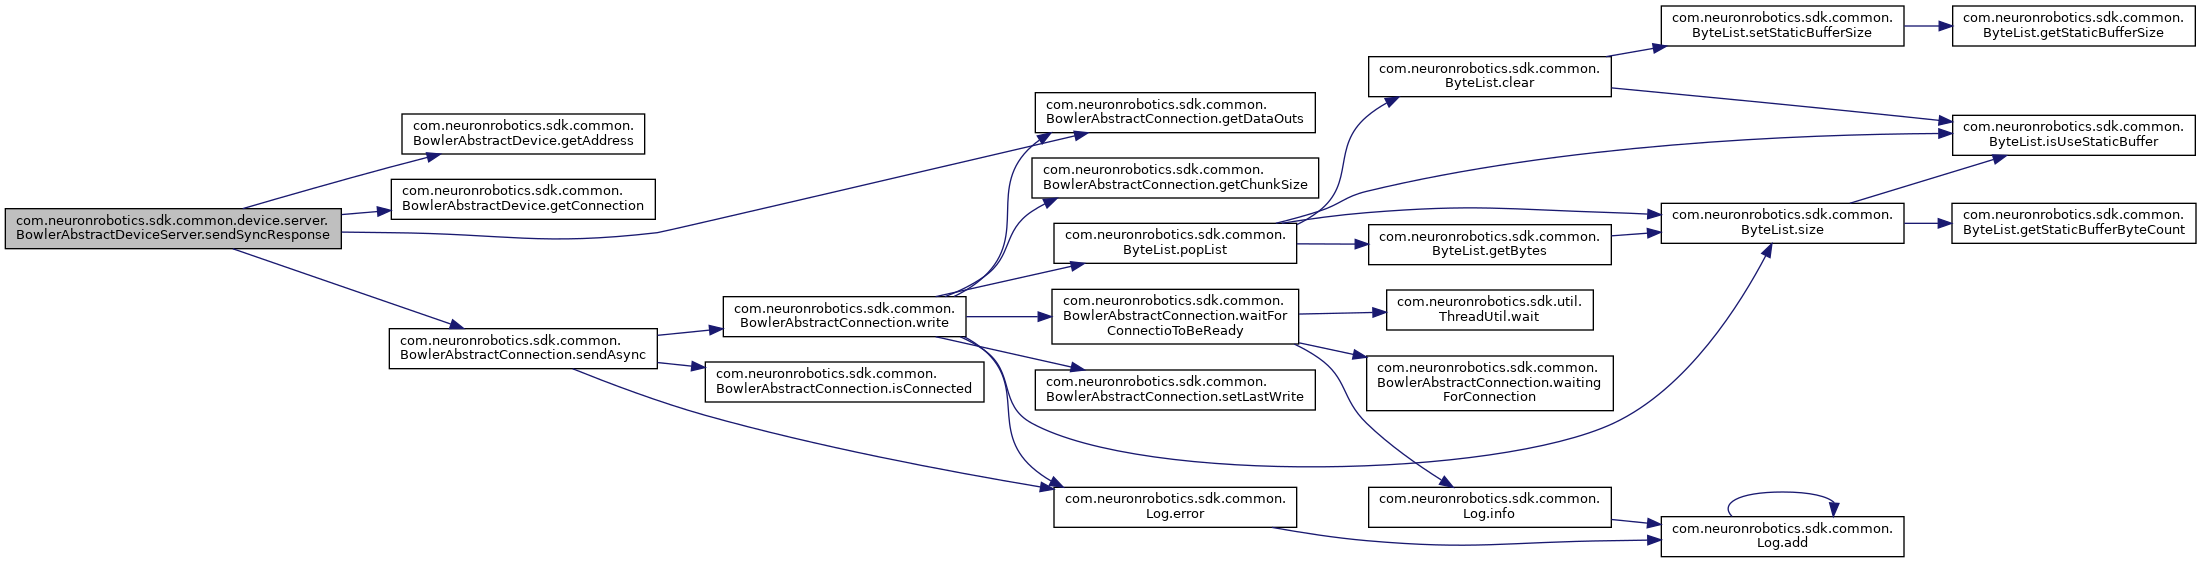 com.neuronrobotics.sdk.common.device.server.
BowlerAbstractDeviceServer.sendSyncResponse
com.neuronrobotics.sdk.common.
BowlerAbstractDevice.getAddress
com.neuronrobotics.sdk.common.
BowlerAbstractDevice.getConnection
com.neuronrobotics.sdk.common.
BowlerAbstractConnection.sendAsync
com.neuronrobotics.sdk.common.
BowlerAbstractConnection.write
com.neuronrobotics.sdk.common.
BowlerAbstractConnection.isConnected
com.neuronrobotics.sdk.common.
BowlerAbstractConnection.getDataOuts
com.neuronrobotics.sdk.common.
BowlerAbstractConnection.getChunkSize
com.neuronrobotics.sdk.common.
ByteList.popList
com.neuronrobotics.sdk.common.
BowlerAbstractConnection.waitFor
ConnectioToBeReady
com.neuronrobotics.sdk.common.
BowlerAbstractConnection.setLastWrite
com.neuronrobotics.sdk.common.
Log.error
com.neuronrobotics.sdk.common.
ByteList.clear
com.neuronrobotics.sdk.common.
ByteList.getBytes
com.neuronrobotics.sdk.util.
ThreadUtil.wait
com.neuronrobotics.sdk.common.
BowlerAbstractConnection.waiting
ForConnection
com.neuronrobotics.sdk.common.
Log.info
com.neuronrobotics.sdk.common.
ByteList.setStaticBufferSize
com.neuronrobotics.sdk.common.
ByteList.size
com.neuronrobotics.sdk.common.
Log.add
com.neuronrobotics.sdk.common.
ByteList.getStaticBufferSize
com.neuronrobotics.sdk.common.
ByteList.isUseStaticBuffer
com.neuronrobotics.sdk.common.
ByteList.getStaticBufferByteCount